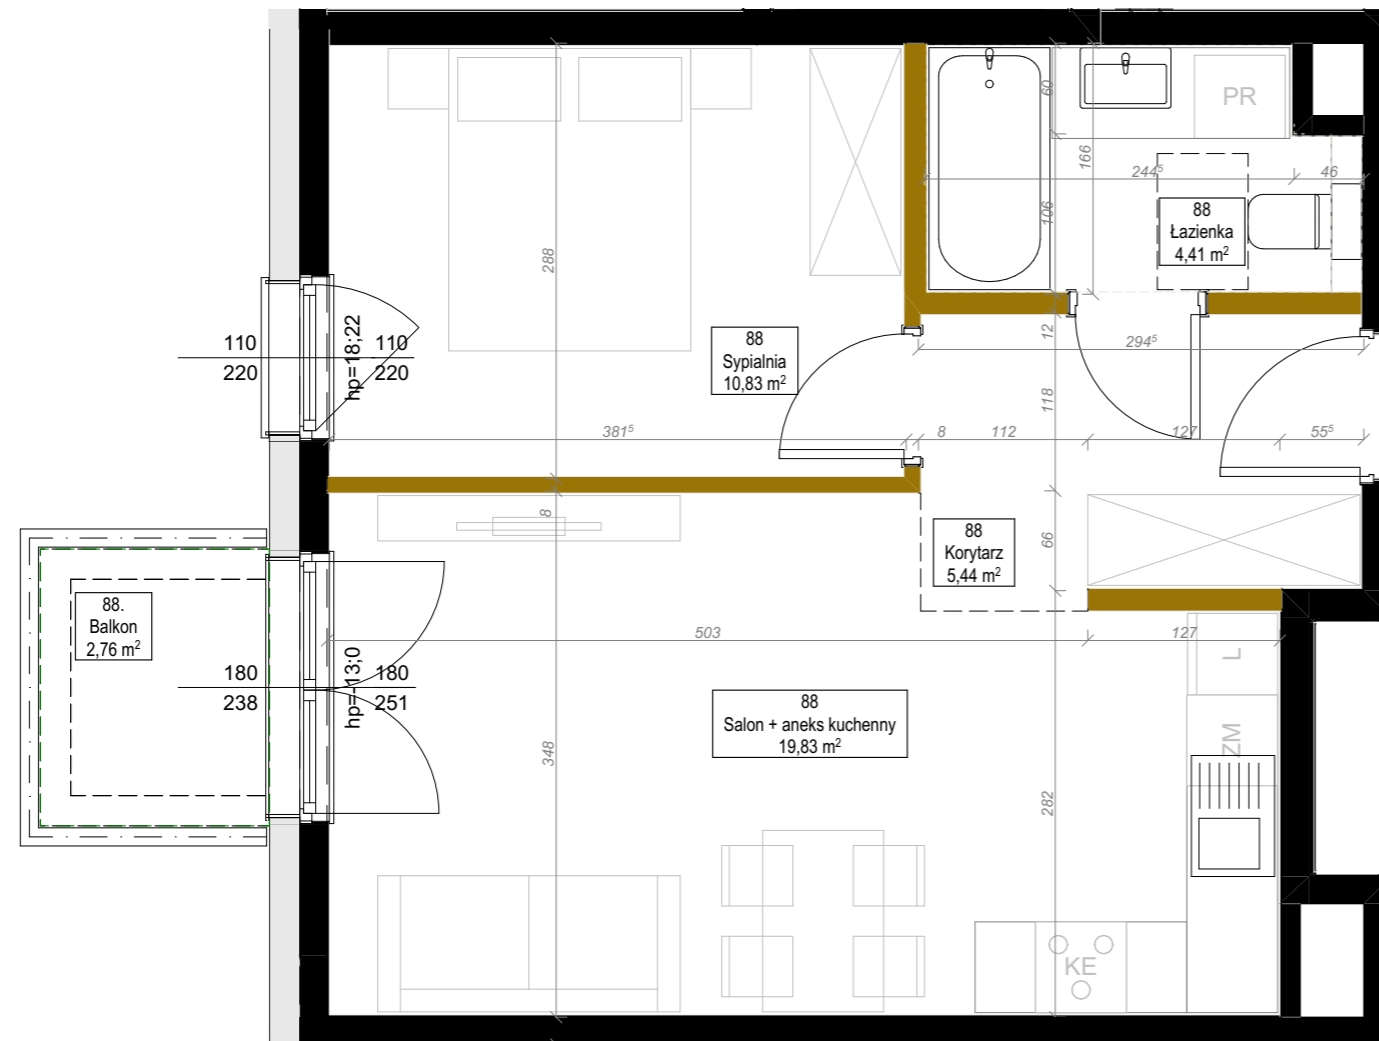 60
PR
166
244⁵
46
106
88
Łazienka
4,41 m²
288
110
220
hp=18;22
110
220
88
Sypialnia
10,83 m²
12
294⁵
118
381⁵
8
112
127
55⁵
8
66
88
Korytarz
5,44 m²
88.
Balkon
2,76 m²
503
127
L
180
238
hp=-13;0
180
251
88
Salon + aneks kuchenny
19,83 m²
ZM
348
282
KE